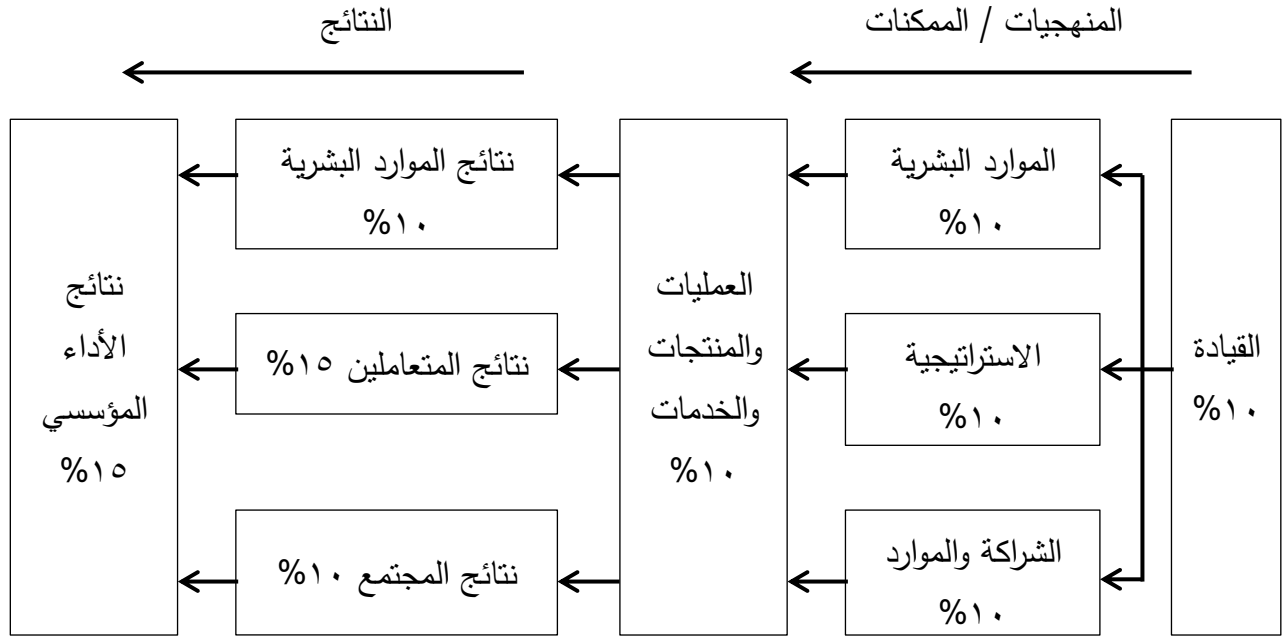 المنهجيات / الممكنات
النتائج
القيادة
%١٠
الموارد البشرية
%١٠
الاستراتيجية
%١٠
الشراكة والموارد
%١٠
العمليات
والمنتجات
والخدمات
%١٠
نتائج الموارد البشرية
%١٠
نتائج المتعاملين ١٥%
نتائج المجتمع ١٠%
نتائج
الأداء
المؤسسي
%١٥